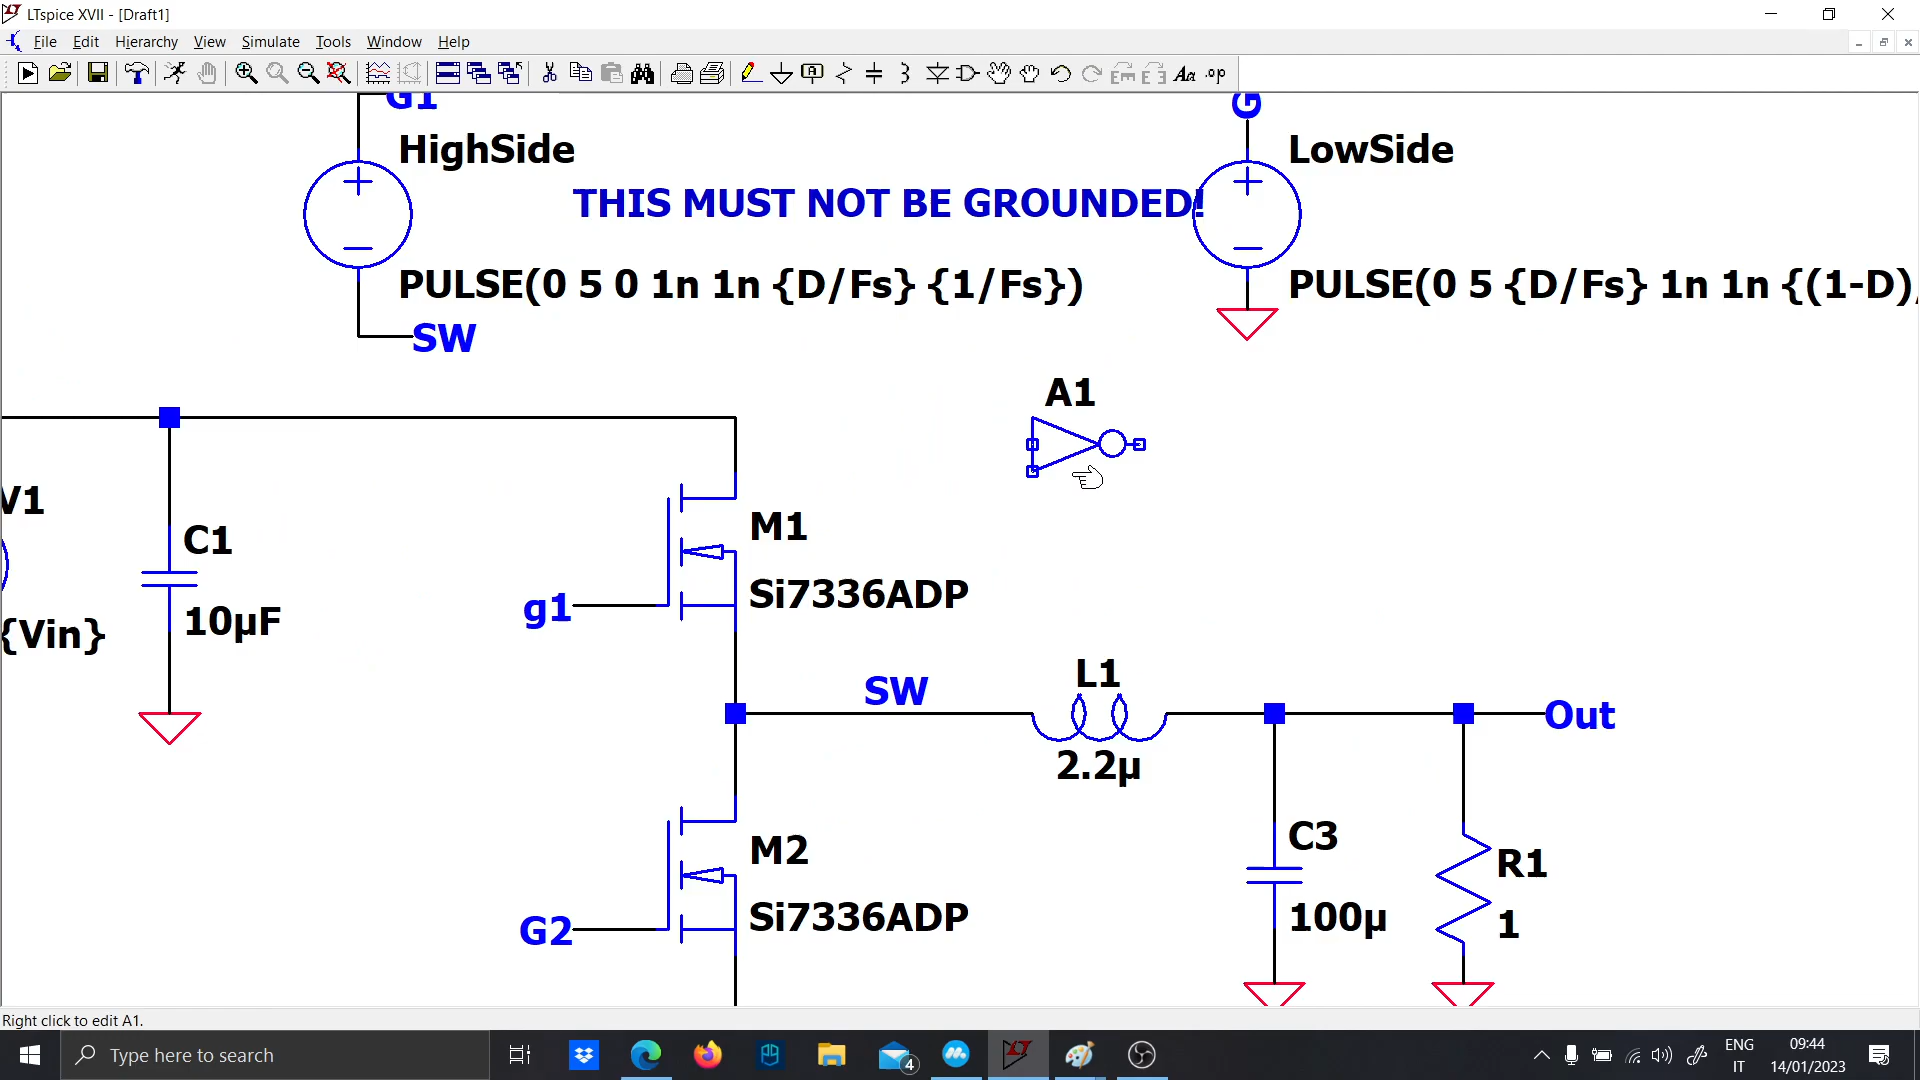 LTspice XVII - [Draft1]
File Edit Hierarchy View Simulate Tools Window Help
Aa .op
G1
G
HighSide
LowSide
THIS MUST NOT BE GROUNDED!
PULSE(0 5 0 1n 1n {D/Fs} {1/Fs})
PULSE(0 5 {D/Fs} 1n 1n {(1-D)
SW
A1
V1
C1
M1
Si7336ADP
g1
10µF
{Vin}
SW
L1
Out
2.2µ
M2
C3
R1
Si7336ADP
G2
100µ
1
Right click to edit A1.
Type here to search
4
ENG
IT
09:44
14/01/2023